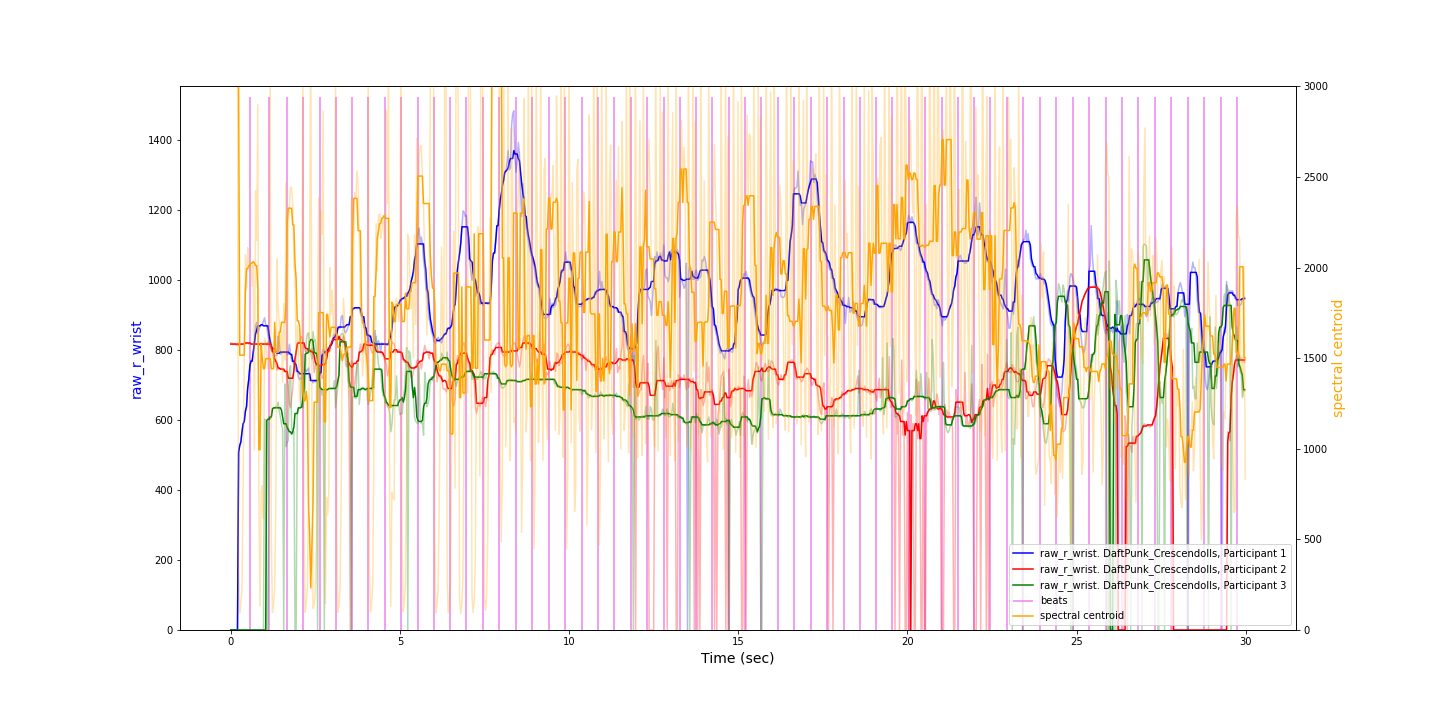 1400
1200
1000
800
600
400
200
0
raw_r_wrist
3000
2500
2000
1500
1000
500
0
spectral centroid
raw_r_wrist. DaftPunk_Crescendolls, Participant 1
raw_r_wrist. DaftPunk_Crescendolls, Participant 2
raw_r_wrist. DaftPunk_Crescendolls, Participant 3
beats
spectral centroid
0 5 10 15 20 25 30
Time (sec)